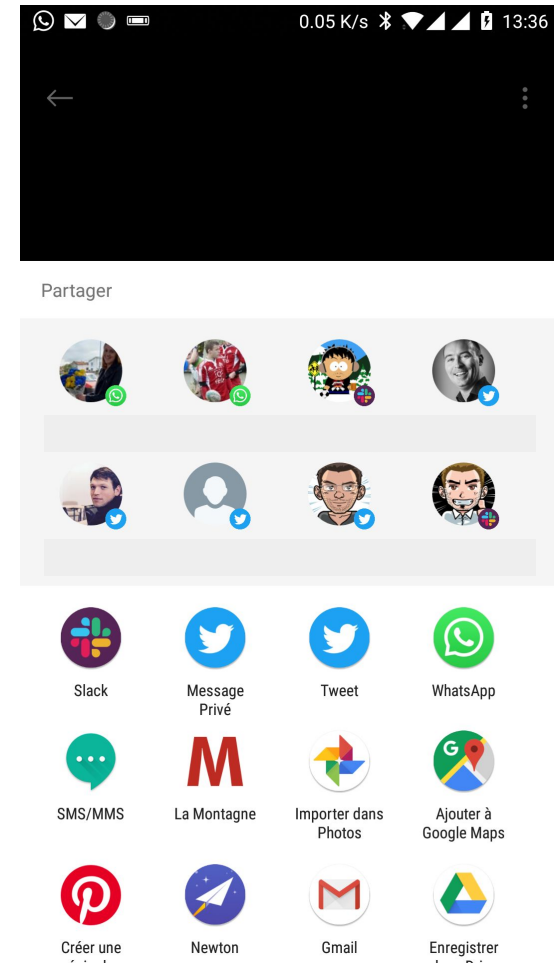 0.05 K/s 13:36
Partager
Slack
Message
Privé
Tweet
WhatsApp
SMS/MMS
La Montagne
Importer dans
Photos
Ajouter à
Google Maps
Créer une
Newton
Gmail
Enregistrer